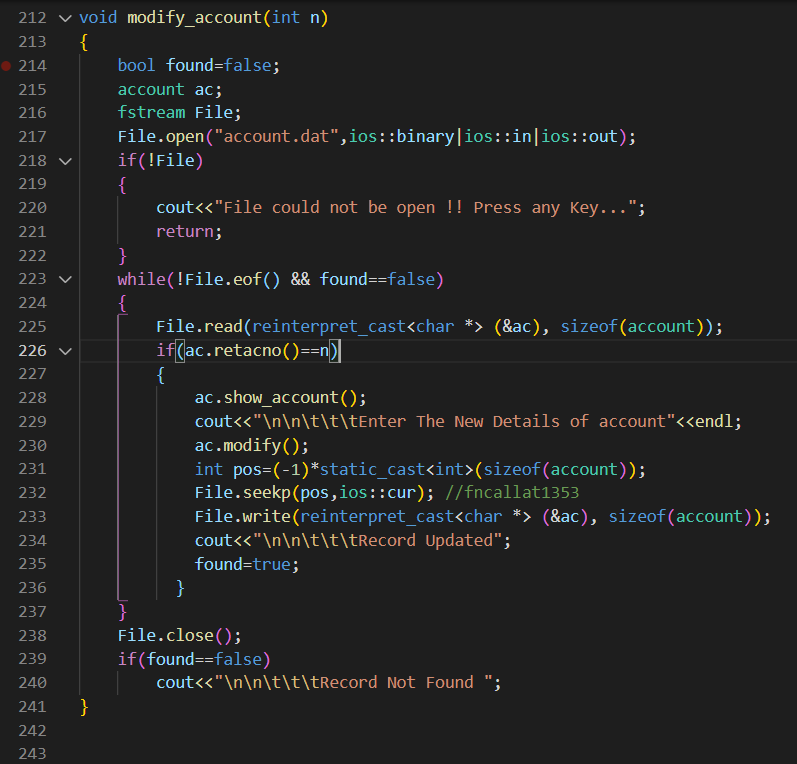 212 void modify_account(int n)
213 {
214     bool found=false;
215     account ac;
216     fstream File;
217     File.open("account.dat",ios::binary|ios::in|ios::out);
218     if(!File)
219     {
220         cout<<"File could not be open !! Press any Key...";
221         return;
222     }
223     while(!File.eof() && found==false)
224     {
225         File.read(reinterpret_cast<char *> (&ac), sizeof(account));
226         if(ac.retacno()==n)
227         {
228             ac.show_account();
229             cout<<"\n\n\t\t\tEnter The New Details of account"<<endl;
230             ac.modify();
231             int pos=(-1)*static_cast<int>(sizeof(account));
232             File.seekp(pos,ios::cur); //fncallat1353
233             File.write(reinterpret_cast<char *> (&ac), sizeof(account));
234             cout<<"\n\n\t\t\tRecord Updated";
235             found=true;
236           }
237     }
238     File.close();
239     if(found==false)
240         cout<<"\n\n\t\t\tRecord Not Found ";
241 }
242
243